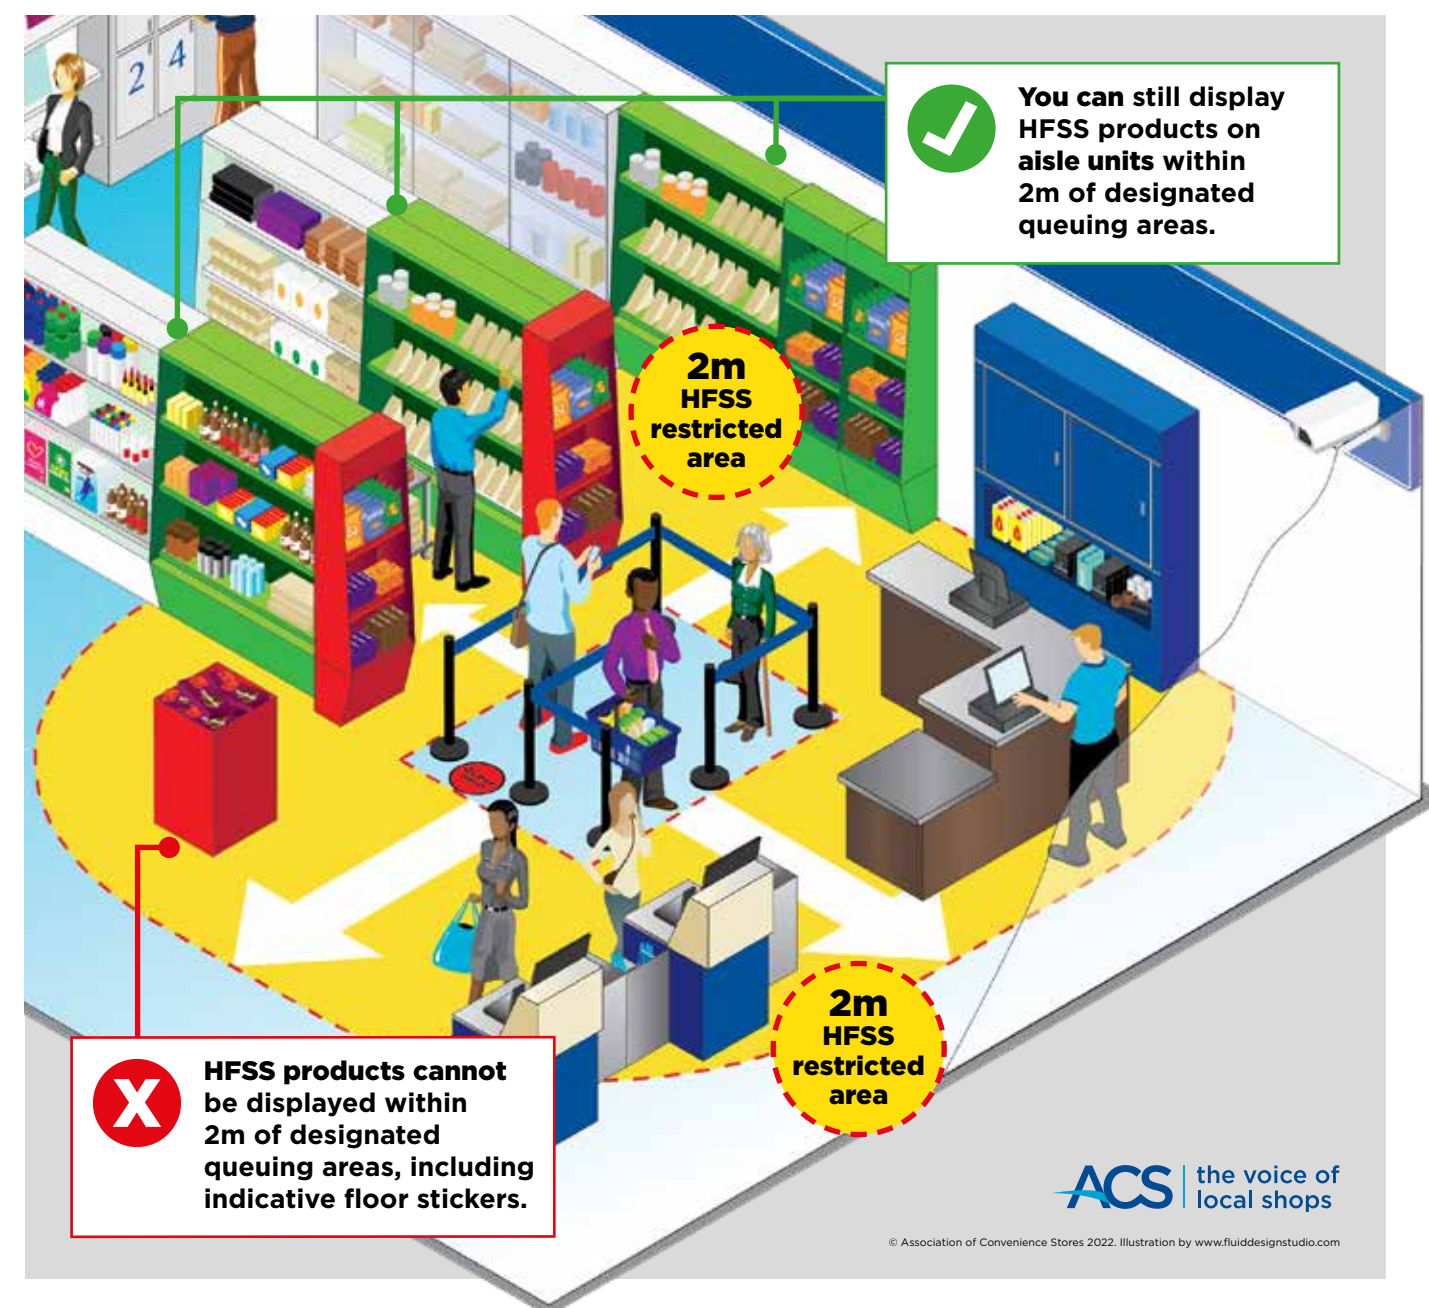 2 4
You can still display
HFSS products on
aisle units within
2m of designated
queuing areas.
2m
HFSS
restricted
area
2m
HFSS
restricted
area
X
HFSS products cannot
be displayed within
2m of designated
queuing areas, including
indicative floor stickers.
ACS
the voice of
local shops
© Association of Convenience Stores 2022. Illustration by www.fluiddesignstudio.com